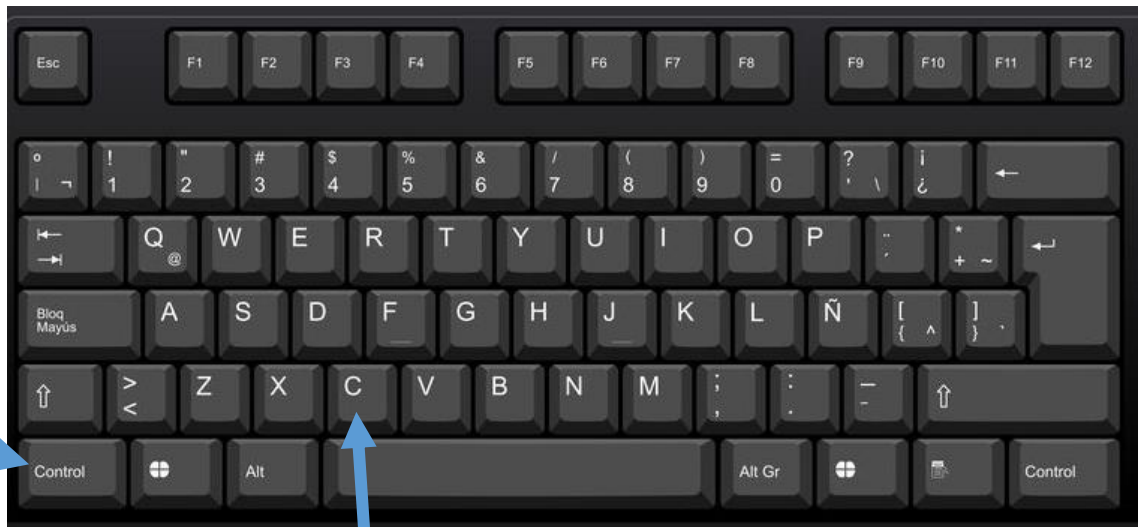 Esc F1 F2 F3 F4 F5 F6 F7 F8 F9 F10 F11 F12
º ! " # $ % & / ( ) = ? ¡
| ¬ 1 2 3 4 5 6 7 8 9 0 ' \ ¿
Q @ W E R T Y U I O P ¨ ´ * + ~
Bloq
Mayús A S D F G H J K L Ñ [ { ^ ] } `
> < Z X C V B N M ; , : . _ -
Control Alt Alt Gr Control